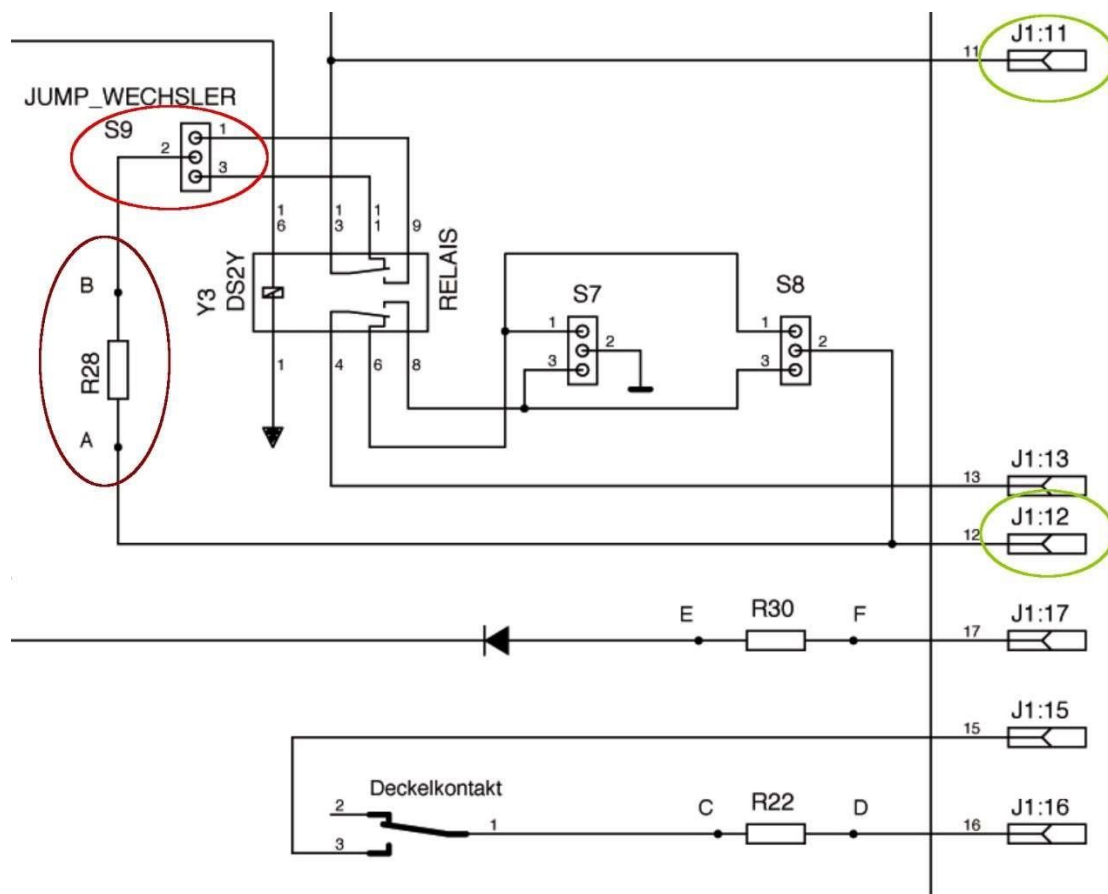 J1:11
11
JUMP_WECHSLER
S9
1
2
3
1 6
1 3
1 1
9
Y3
DS2Y
RELAIS
B
R28
A
1
4
6
8
S7
1
2
3
S8
1
2
3
J1:13
13
J1:12
12
E
R30
F
17
J1:17
J1:15
15
Deckelkontakt
2
3
1
C
R22
D
16
J1:16